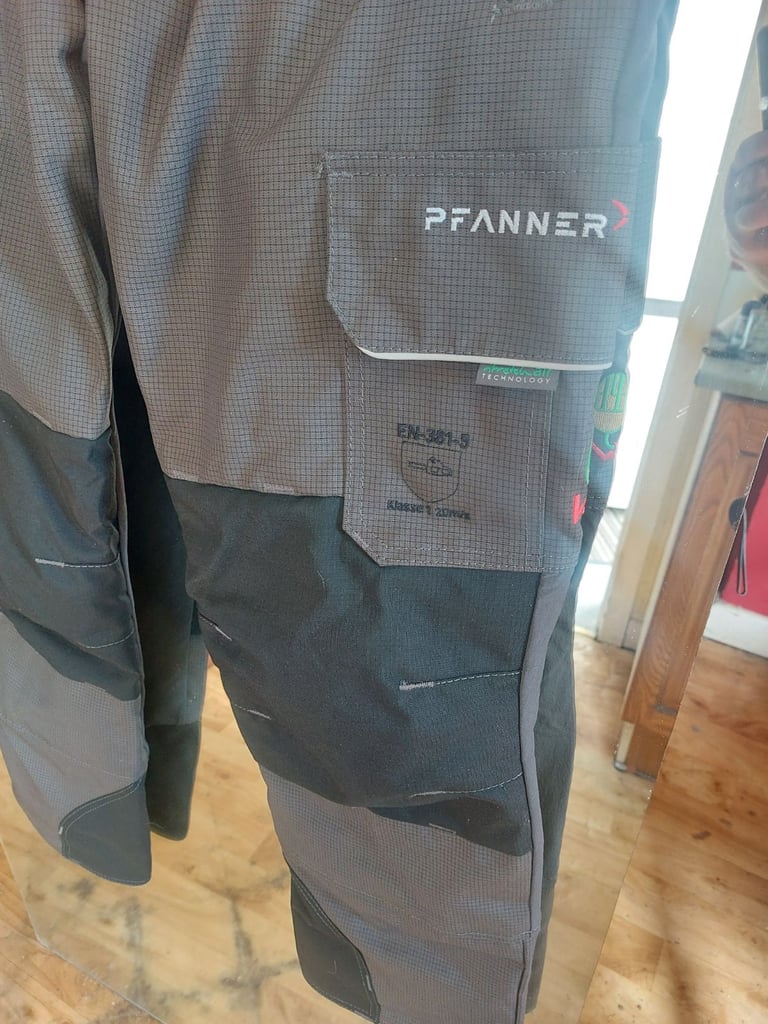 PFANNER
TECHNOLOGY
EN-381-5
Klasse 1 20m/s